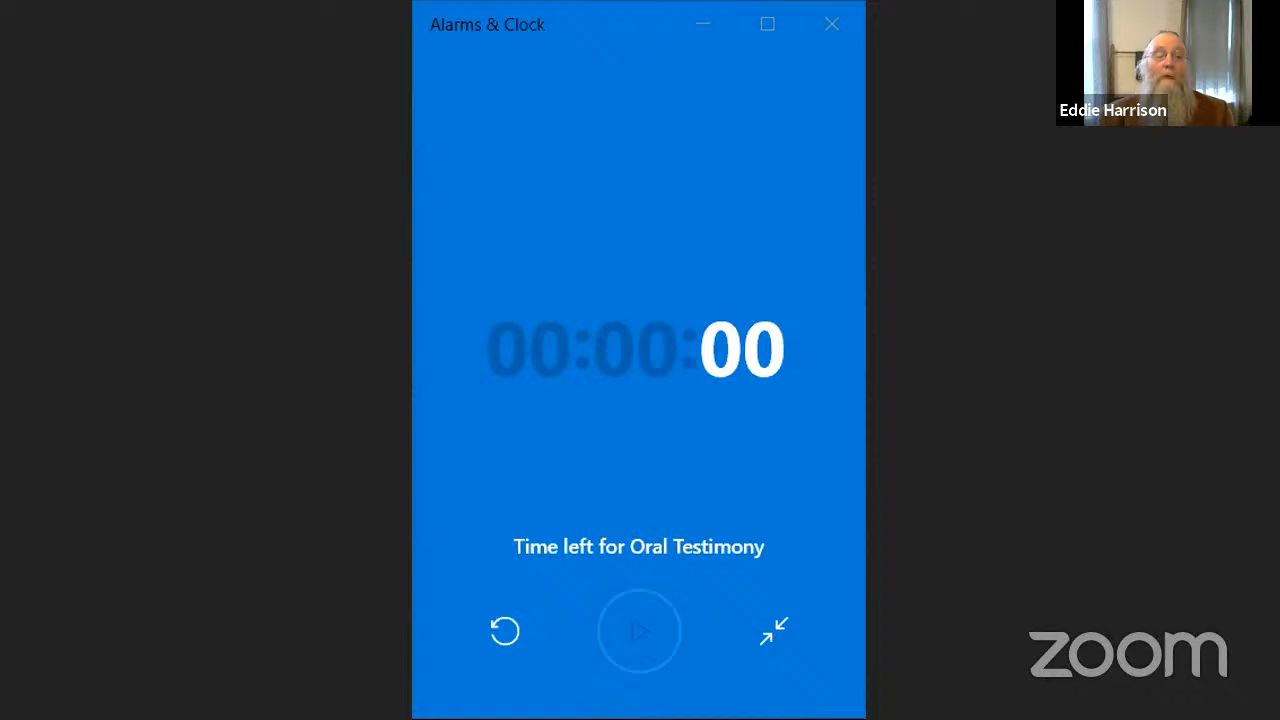 Alarms & Clock
Eddie Harrison
00:00:00
Time left for Oral Testimony
zoom